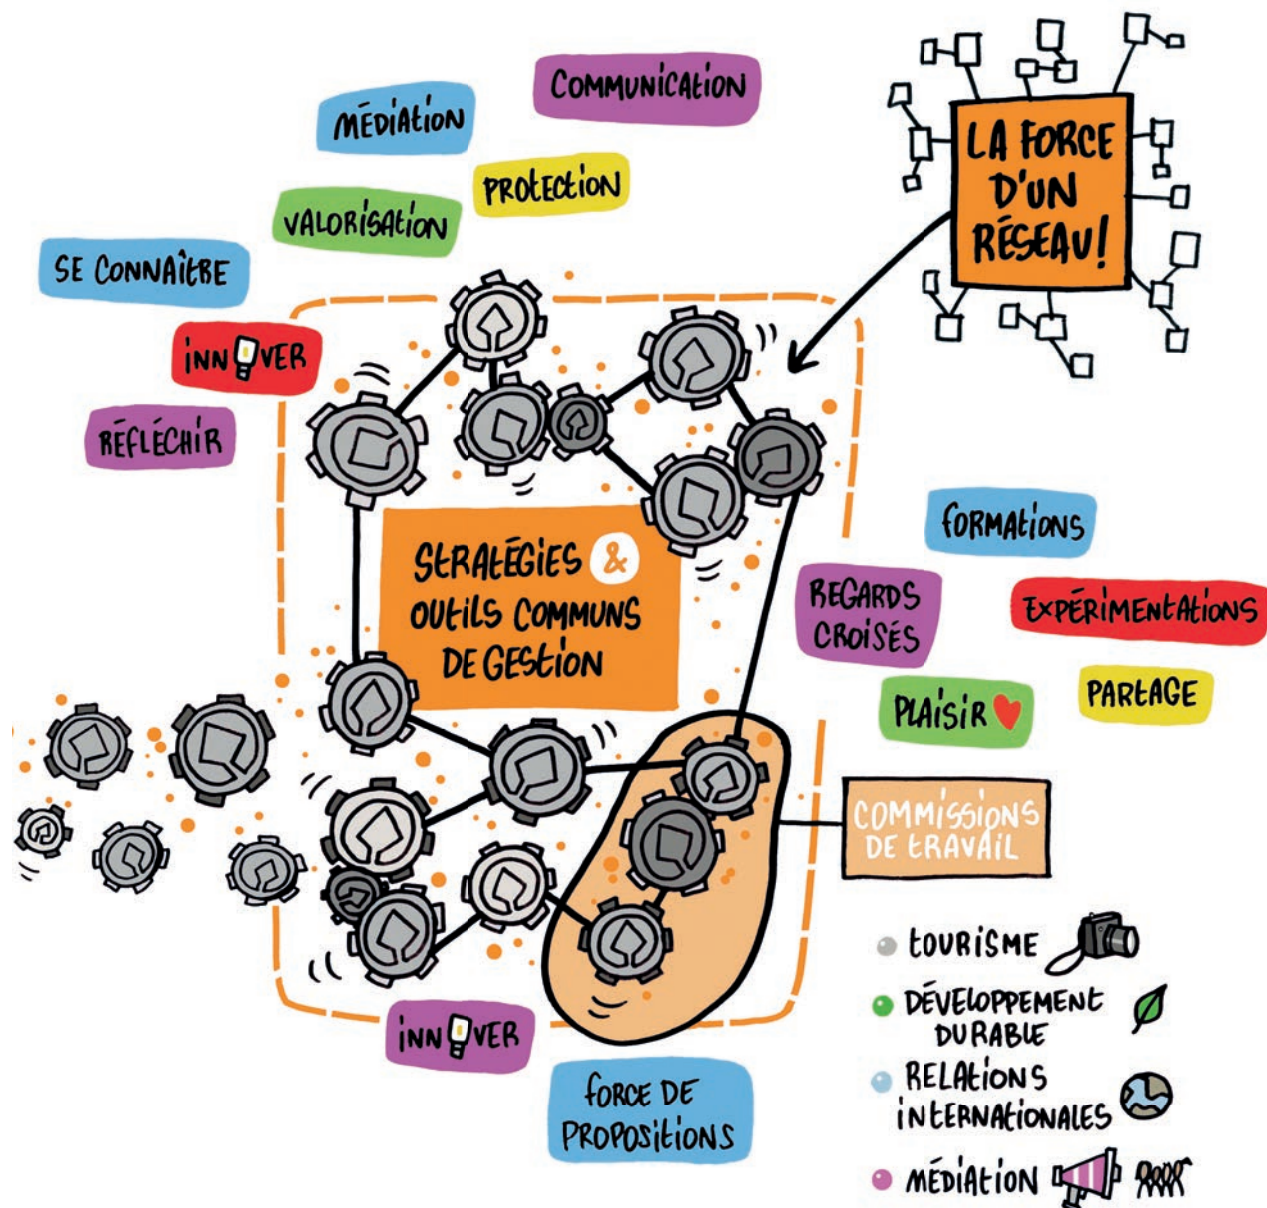 COMMUNICATION
MÉDIATION
PROTECTION
VALORISATION
SE CONNAÎTRE
INNOVER
RÉFLÉCHIR
LA FORCE
D'UN
RÉSEAU!
STRATÉGIES &
OUTILS COMMUNS
DE GESTION
FORMATIONS
REGARDS
CROISÉS
EXPÉRIMENTATIONS
PLAISIR
PARTAGE
COMMISSIONS
DE TRAVAIL
TOURISME
DÉVELOPPEMENT
DURABLE
RELATIONS
INTERNATIONALES
MÉDIATION
INNOVER
FORCE DE
PROPOSITIONS